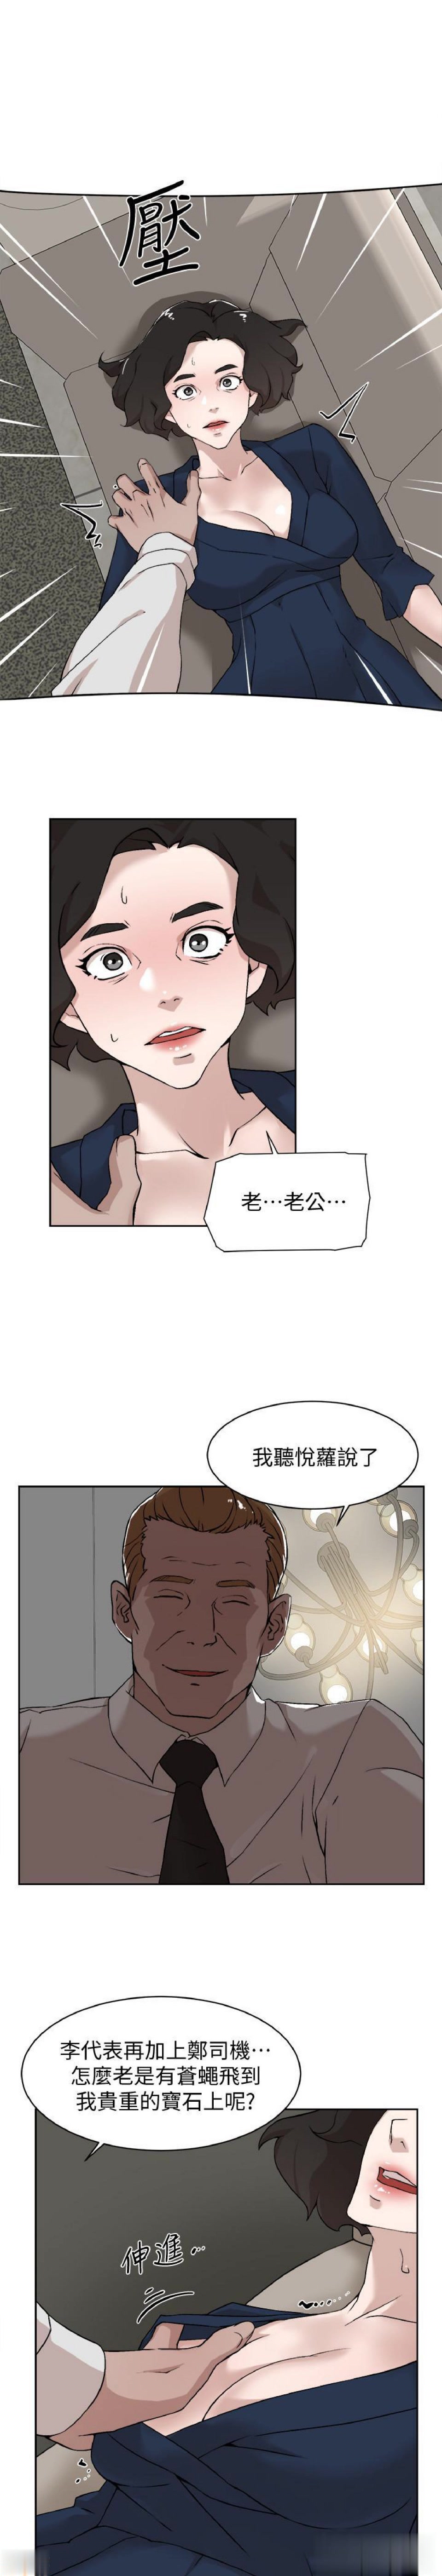 壓
老…老公…
我聽悅蘿說了
李代表再加上鄭司機…
怎麼老是有蒼蠅飛到
我貴重的寶石上呢?
伸進…